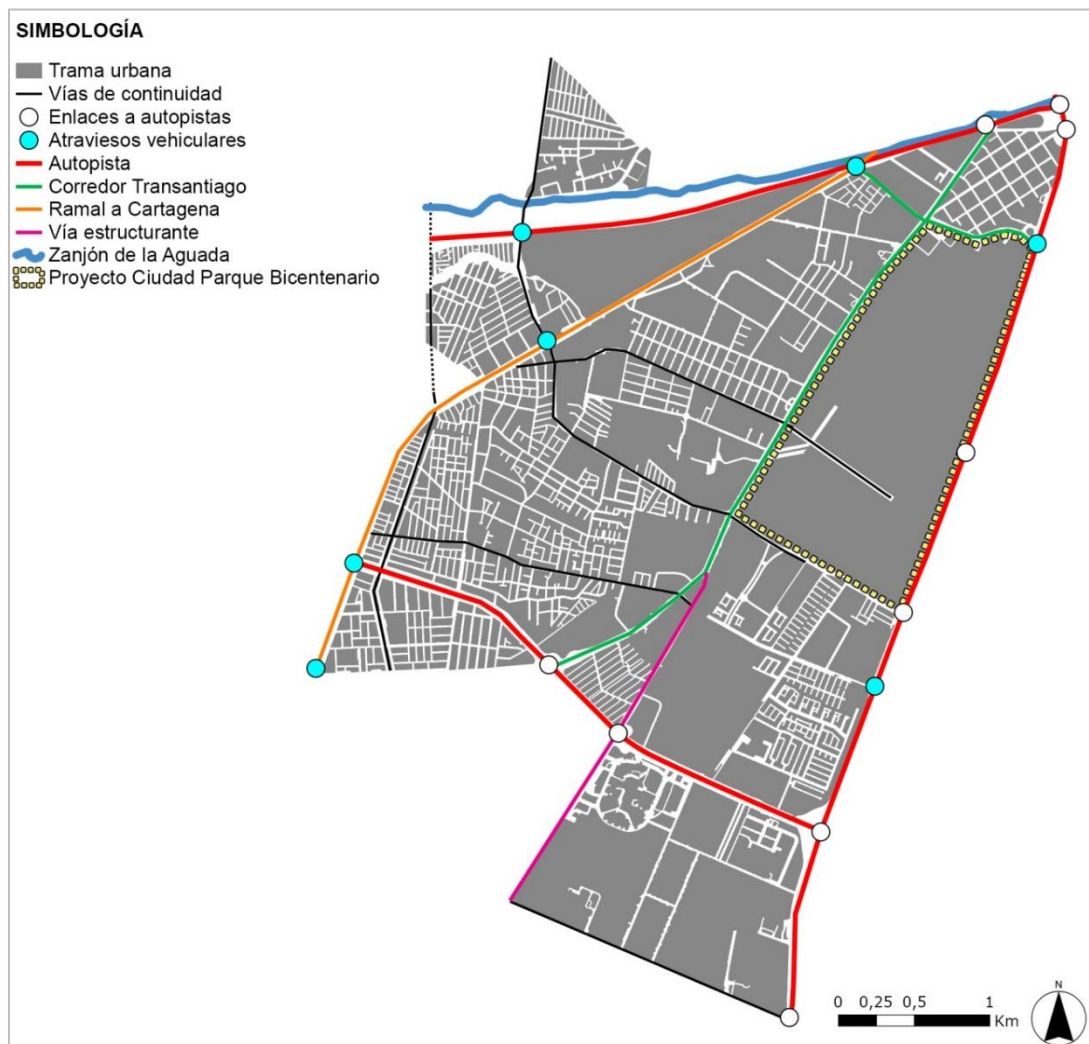 SIMBOLOGÍA
Trama urbana
Vías de continuidad
Enlaces a autopistas
Atraviesos vehiculares
Autopista
Corredor Transantiago
Ramal a Cartagena
Vía estructurante
Zanjón de la Aguada
Proyecto Ciudad Parque Bicentenario
N
0 0,25 0,5 1
Km